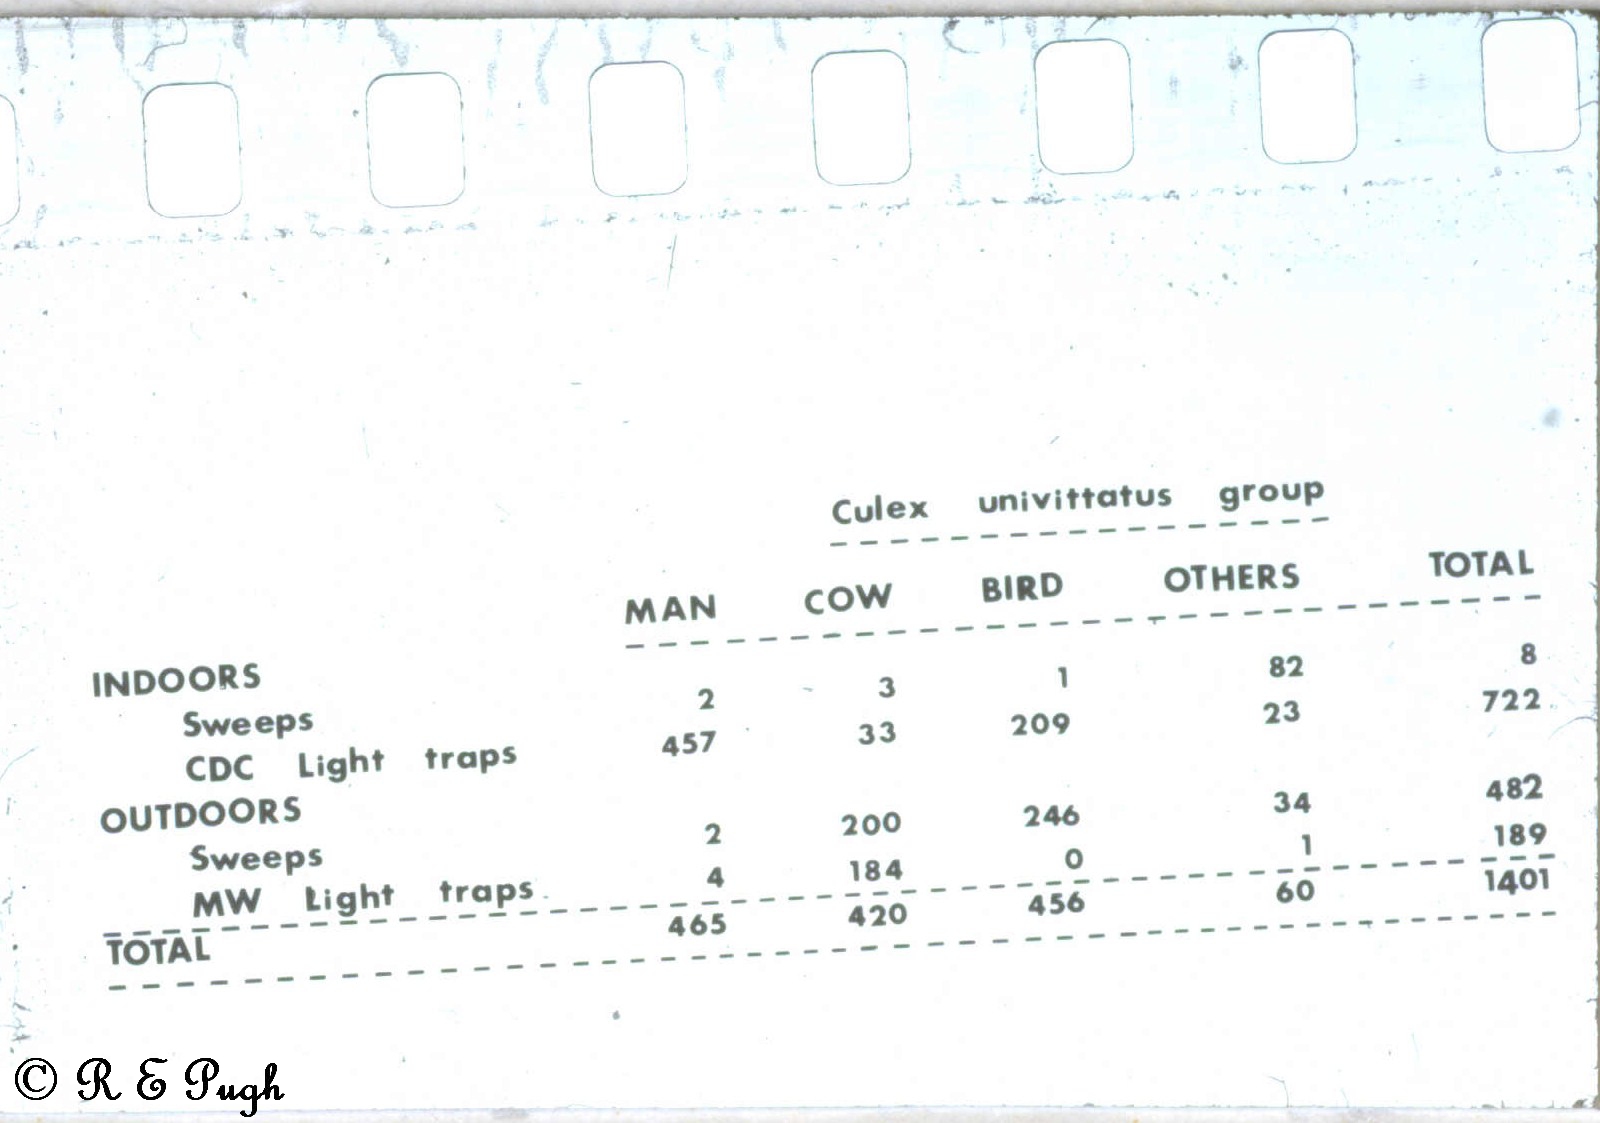 Culex univittatus group
MAN COW BIRD OTHERS TOTAL
INDOORS
Sweeps 2 3 1 82 8
CDC Light traps 457 33 209 23 722
OUTDOORS
Sweeps 2 200 246 34 482
MW Light traps 4 184 0 1 189
TOTAL 465 420 456 60 1401
© R E Pugh